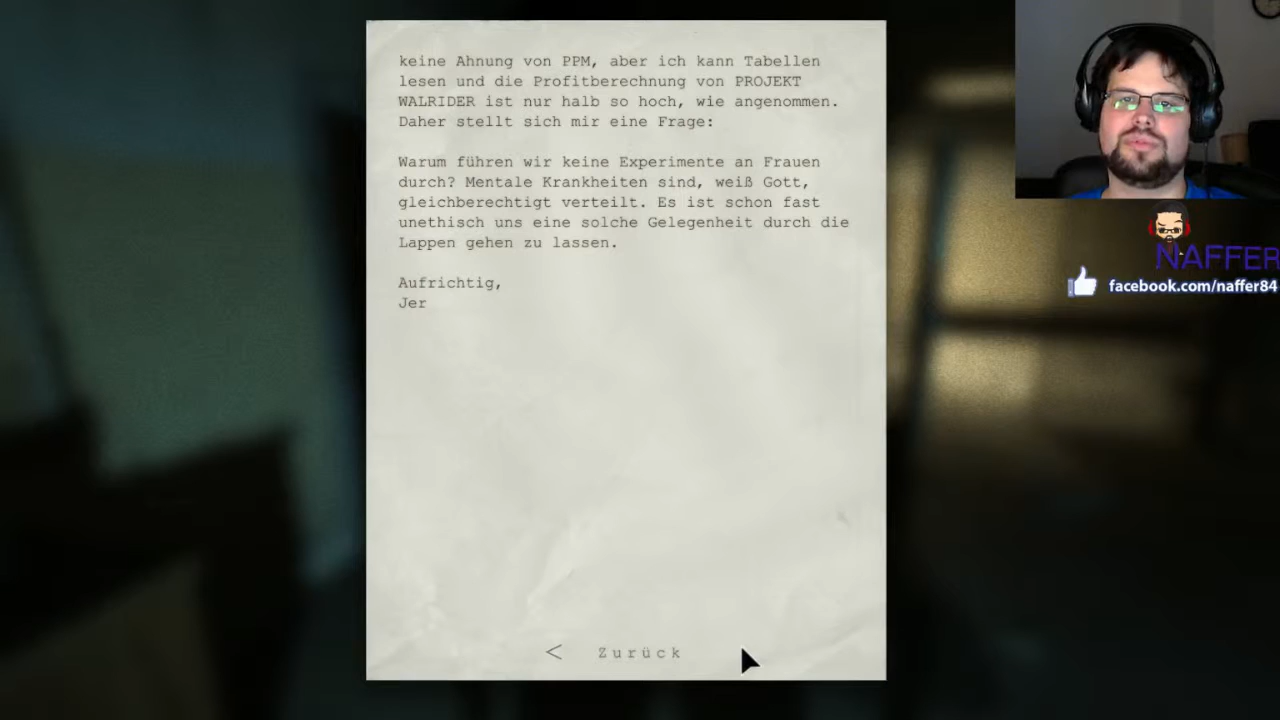 keine Ahnung von PPM, aber ich kann Tabellen
lesen und die Profitberechnung von PROJEKT
WALRIDER ist nur halb so hoch, wie angenommen.
Daher stellt sich mir eine Frage:
Warum führen wir keine Experimente an Frauen
durch? Mentale Krankheiten sind, weiß Gott,
gleichberechtigt verteilt. Es ist schon fast
unethisch uns eine solche Gelegenheit durch die
Lappen gehen zu lassen.
Aufrichtig,
Jer
< Zurück
NAFFER
facebook.com/naffer84